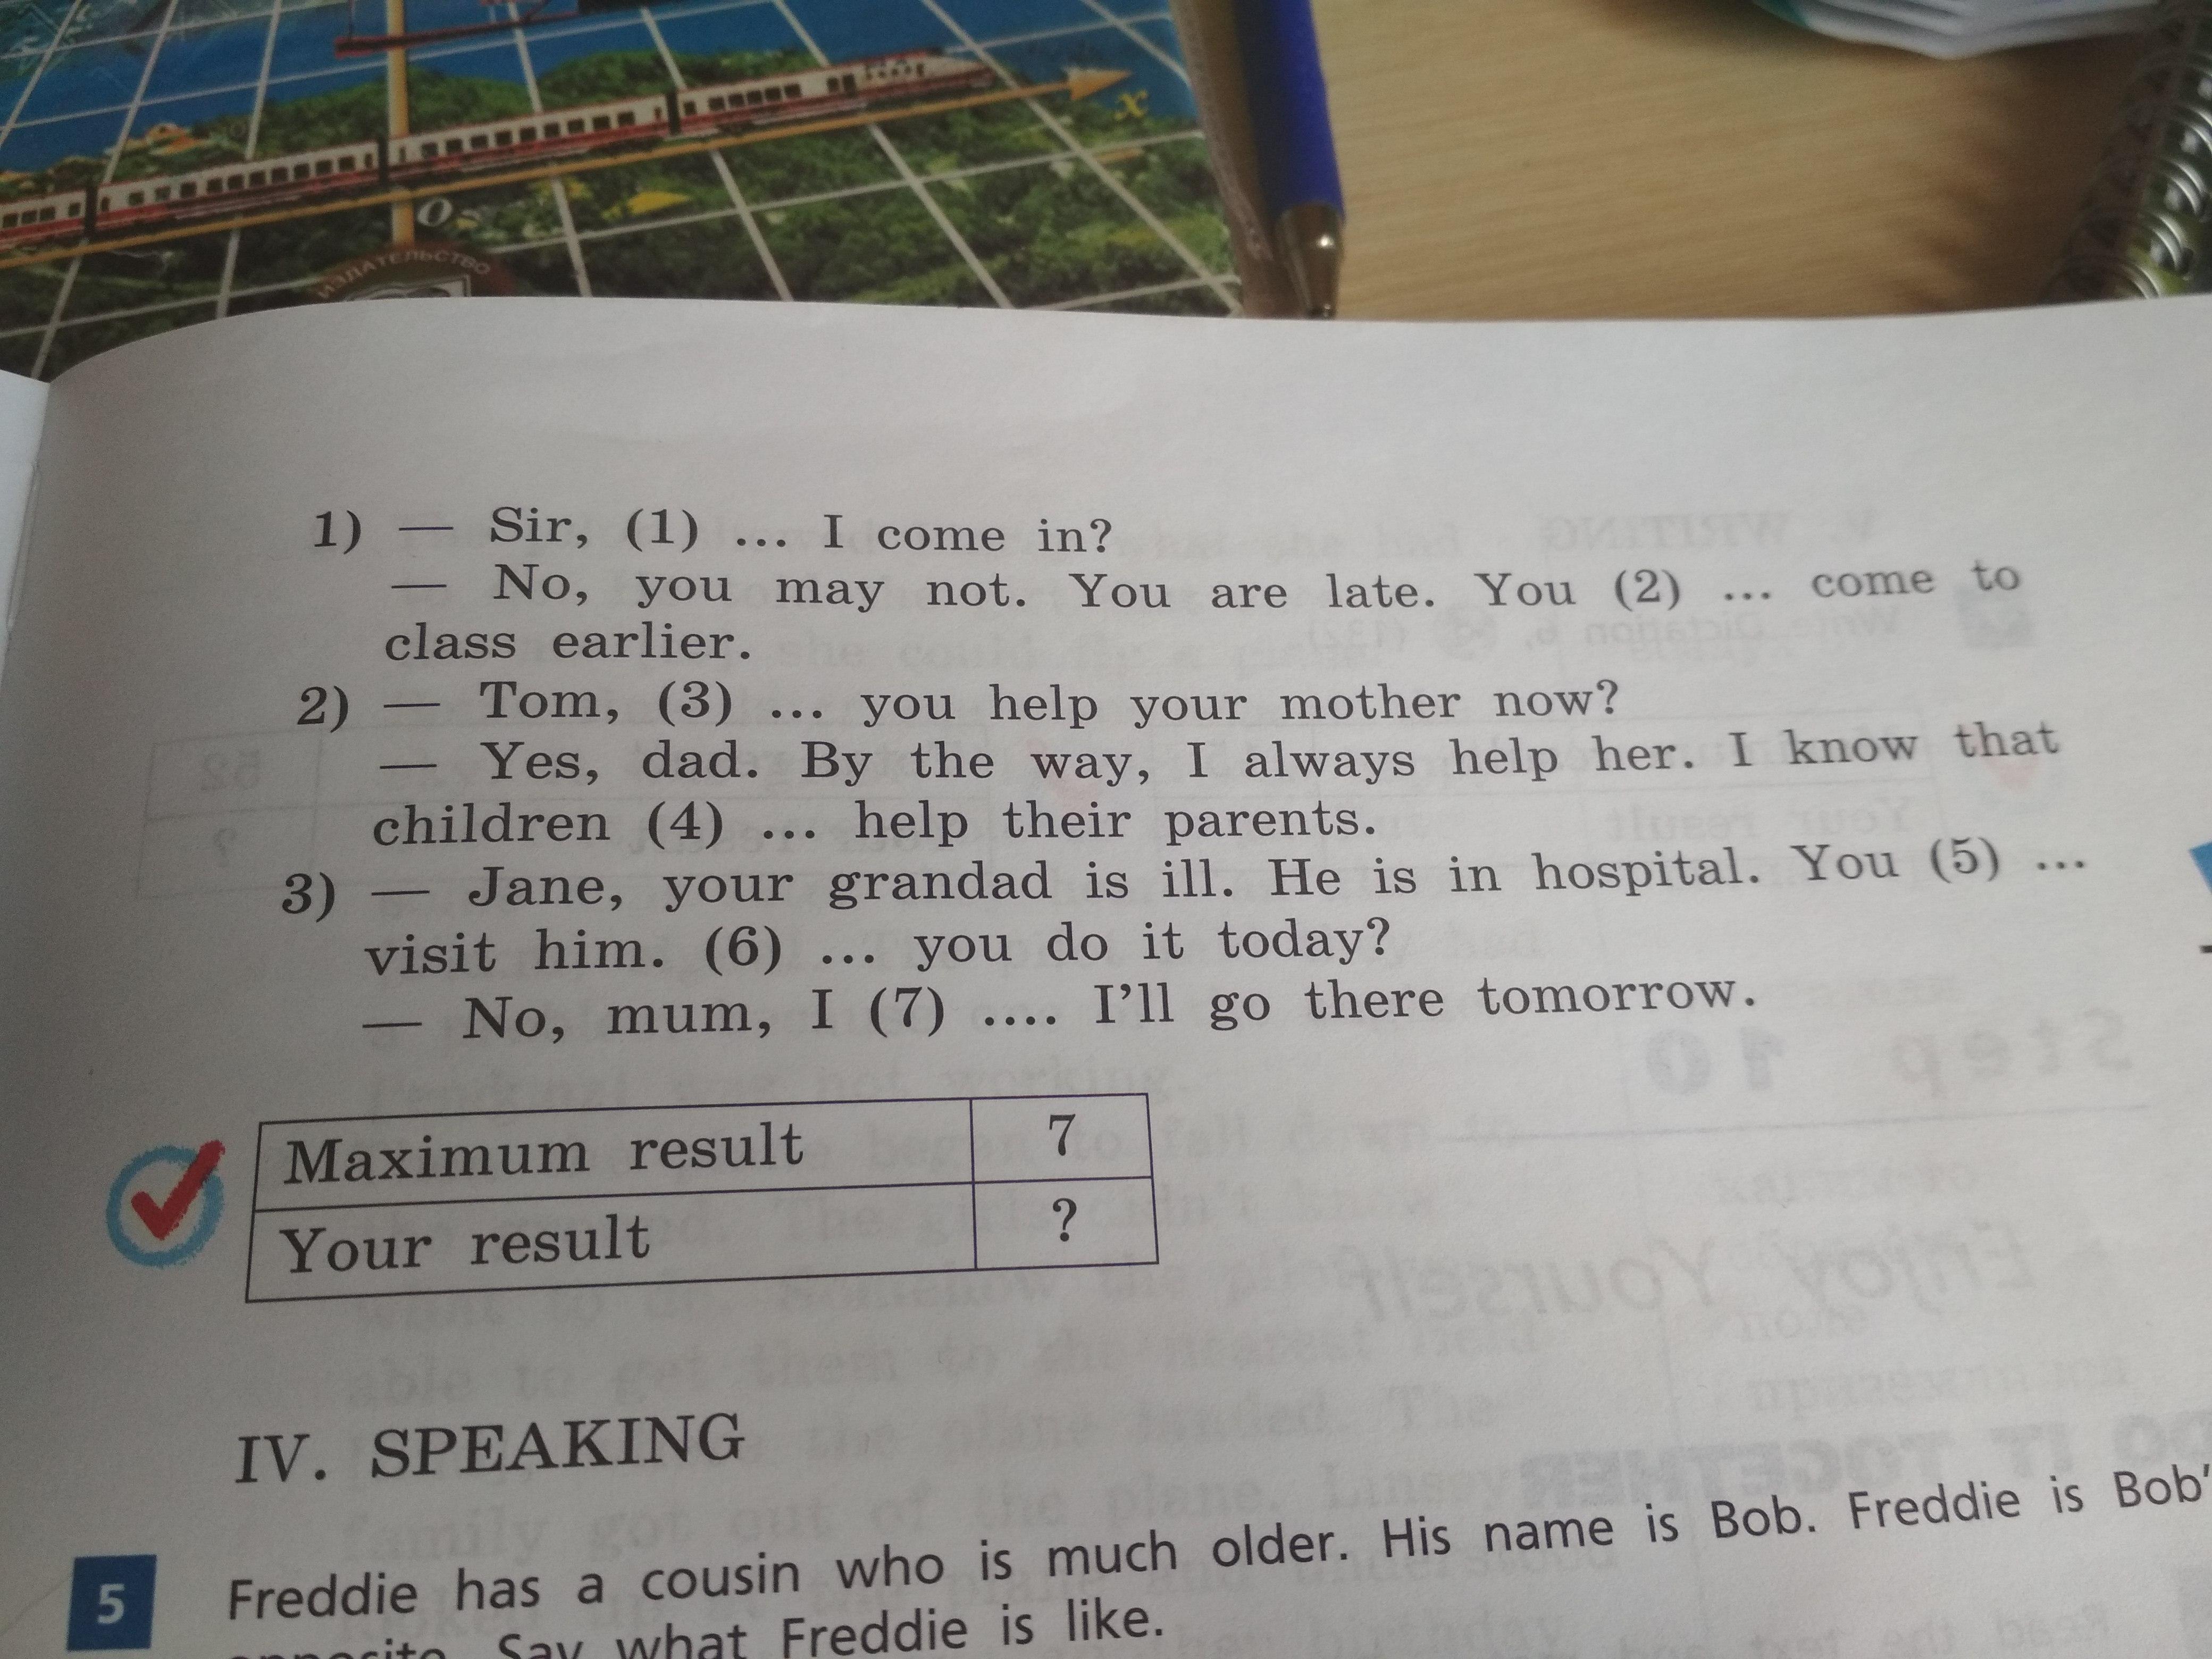 x
O
ИЗДАТЕЛЬСТВО
1) — Sir, (1) ... I come in?
— No, you may not. You are late. You (2) ... come to
class earlier.
2) — Tom, (3) ... you help your mother now?
— Yes, dad. By the way, I always help her. I know that
children (4) ... help their parents.
3) — Jane, your grandad is ill. He is in hospital. You (5) ...
visit him. (6) ... you do it today?
— No, mum, I (7) .... I'll go there tomorrow.
Maximum result 7
Your result ?
IV. SPEAKING
5 Freddie has a cousin who is much older. His name is Bob. Freddie is Bob'
opposite. Say what Freddie is like.